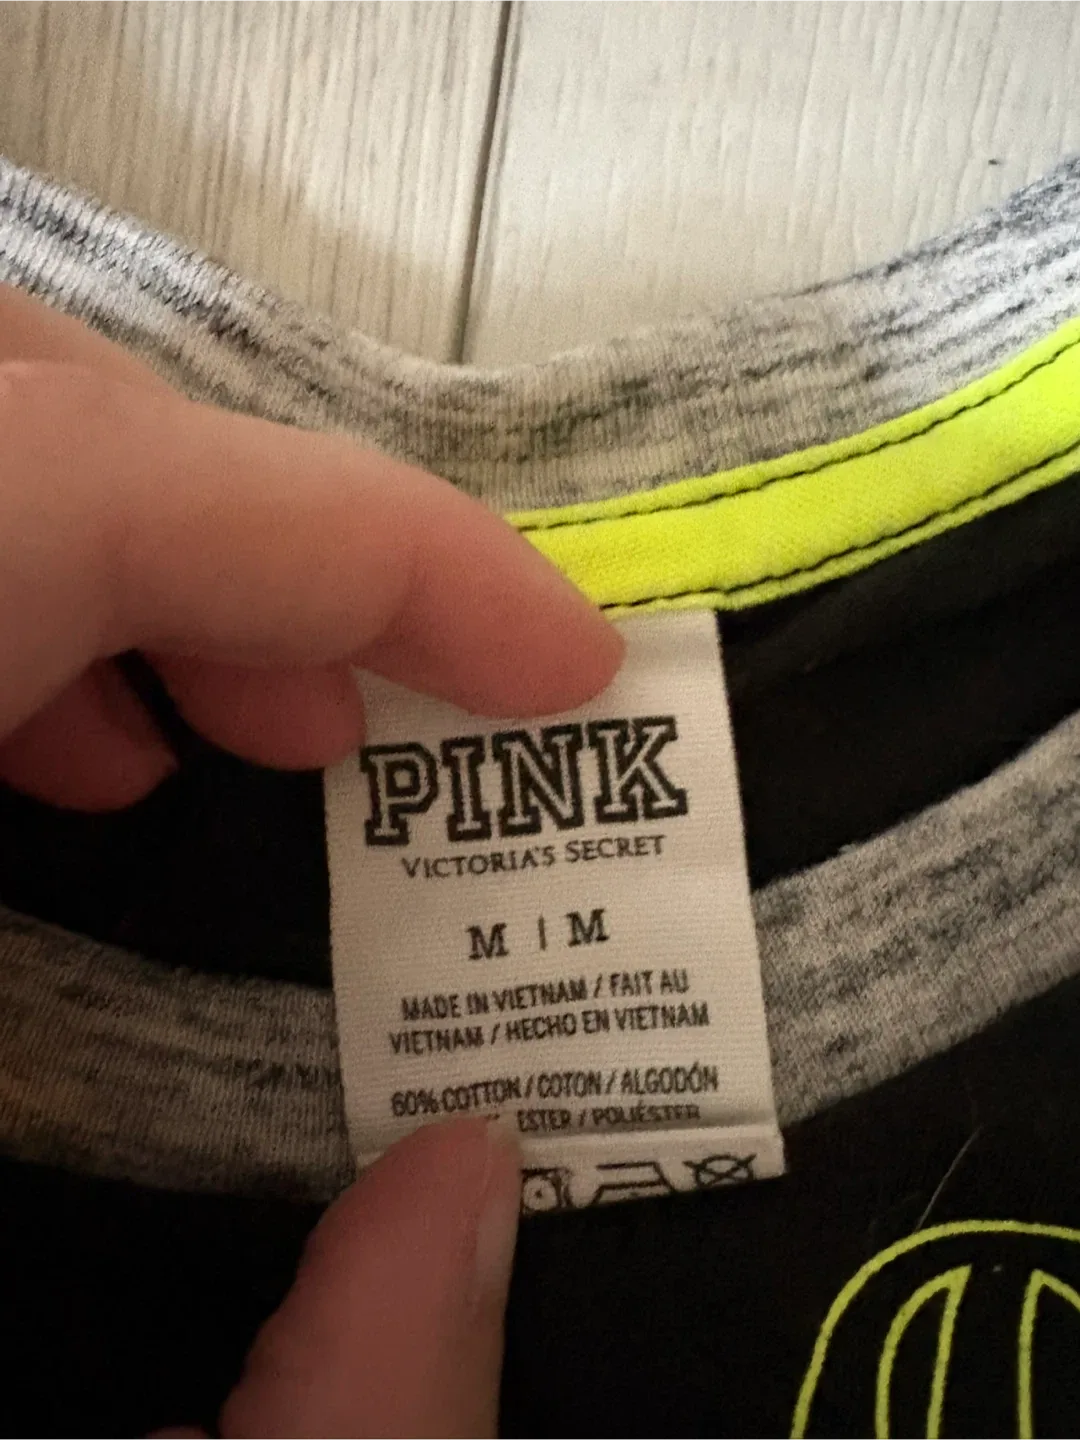 PINK
VICTORIA'S SECRET
M | M
MADE IN VIETNAM / FAIT AU
VIETNAM / HECHO EN VIETNAM
60% COTTON / COTON / ALGODÓN
ESTER / POLIÉSTER